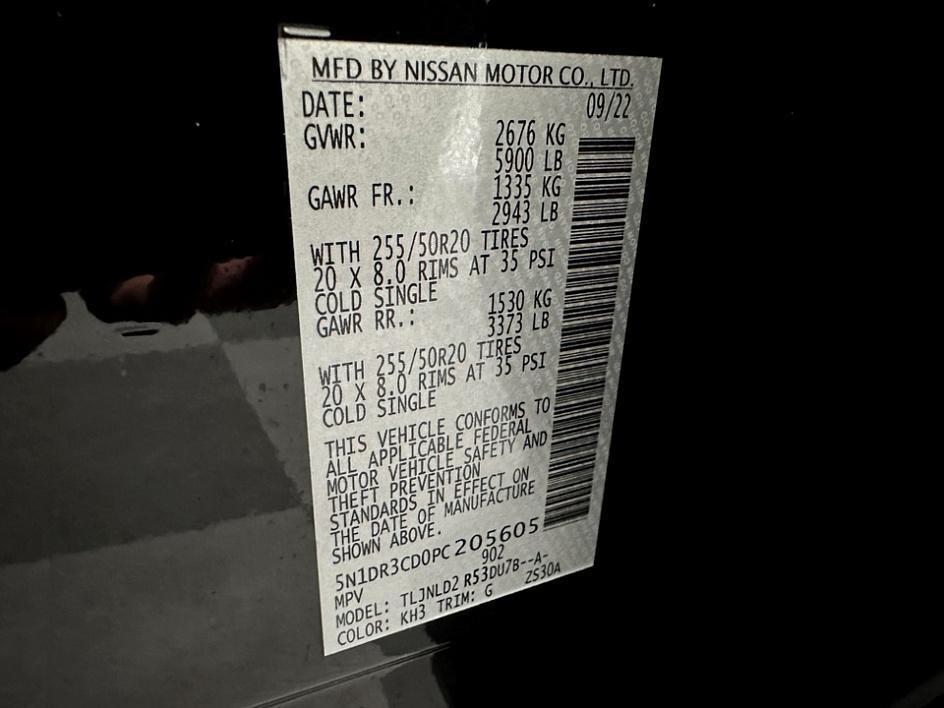 MFD BY NISSAN MOTOR CO., LTD.
DATE: 09/22
GVWR: 2676 KG
5900 LB
GAWR FR.: 1335 KG
2943 LB
WITH 255/50R20 TIRES
20 X 8.0 RIMS AT 35 PSI
COLD SINGLE
GAWR RR.: 1530 KG
3373 LB
WITH 255/50R20 TIRES
20 X 8.0 RIMS AT 35 PSI
COLD SINGLE
THIS VEHICLE CONFORMS TO
ALL APPLICABLE FEDERAL
MOTOR VEHICLE SAFETY AND
THEFT PREVENTION
STANDARDS IN EFFECT ON
THE DATE OF MANUFACTURE
SHOWN ABOVE.
5N1DR3CD0PC205605
MPV 902
MODEL: TLJNLD2 R53DU7B--A-
COLOR: KH3 TRIM: G ZS30A